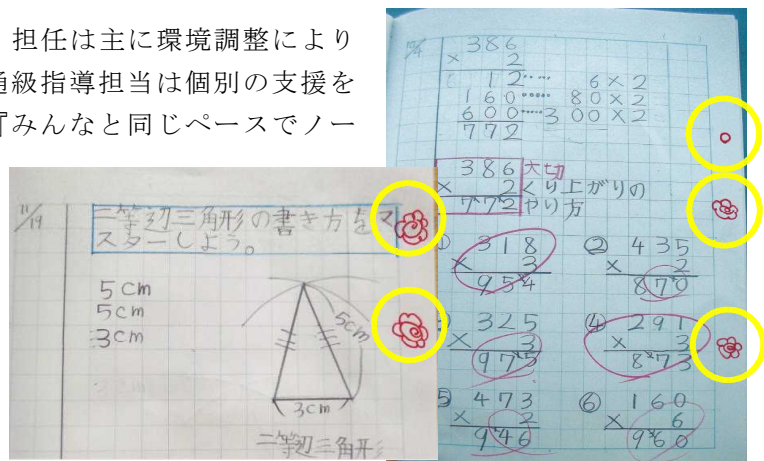 担任は主に環境調整により
通級指導担当は個別の支援を
『みんなと同じペースでノー
11/19
二等辺三角形の書き方をマ
スターしよう。
5cm
5cm
3cm
5cm
3cm
二等辺三角形
386
× 2
12……6×2
160……80×2
600……300×2
772
386 大切
× 2 くり上がりの
772 やり方
① 318
× 3
954
② 435
× 2
870
325
× 3
975
④ 291
× 3
873
⑤ 473
× 2
946
⑥ 160
× 6
960